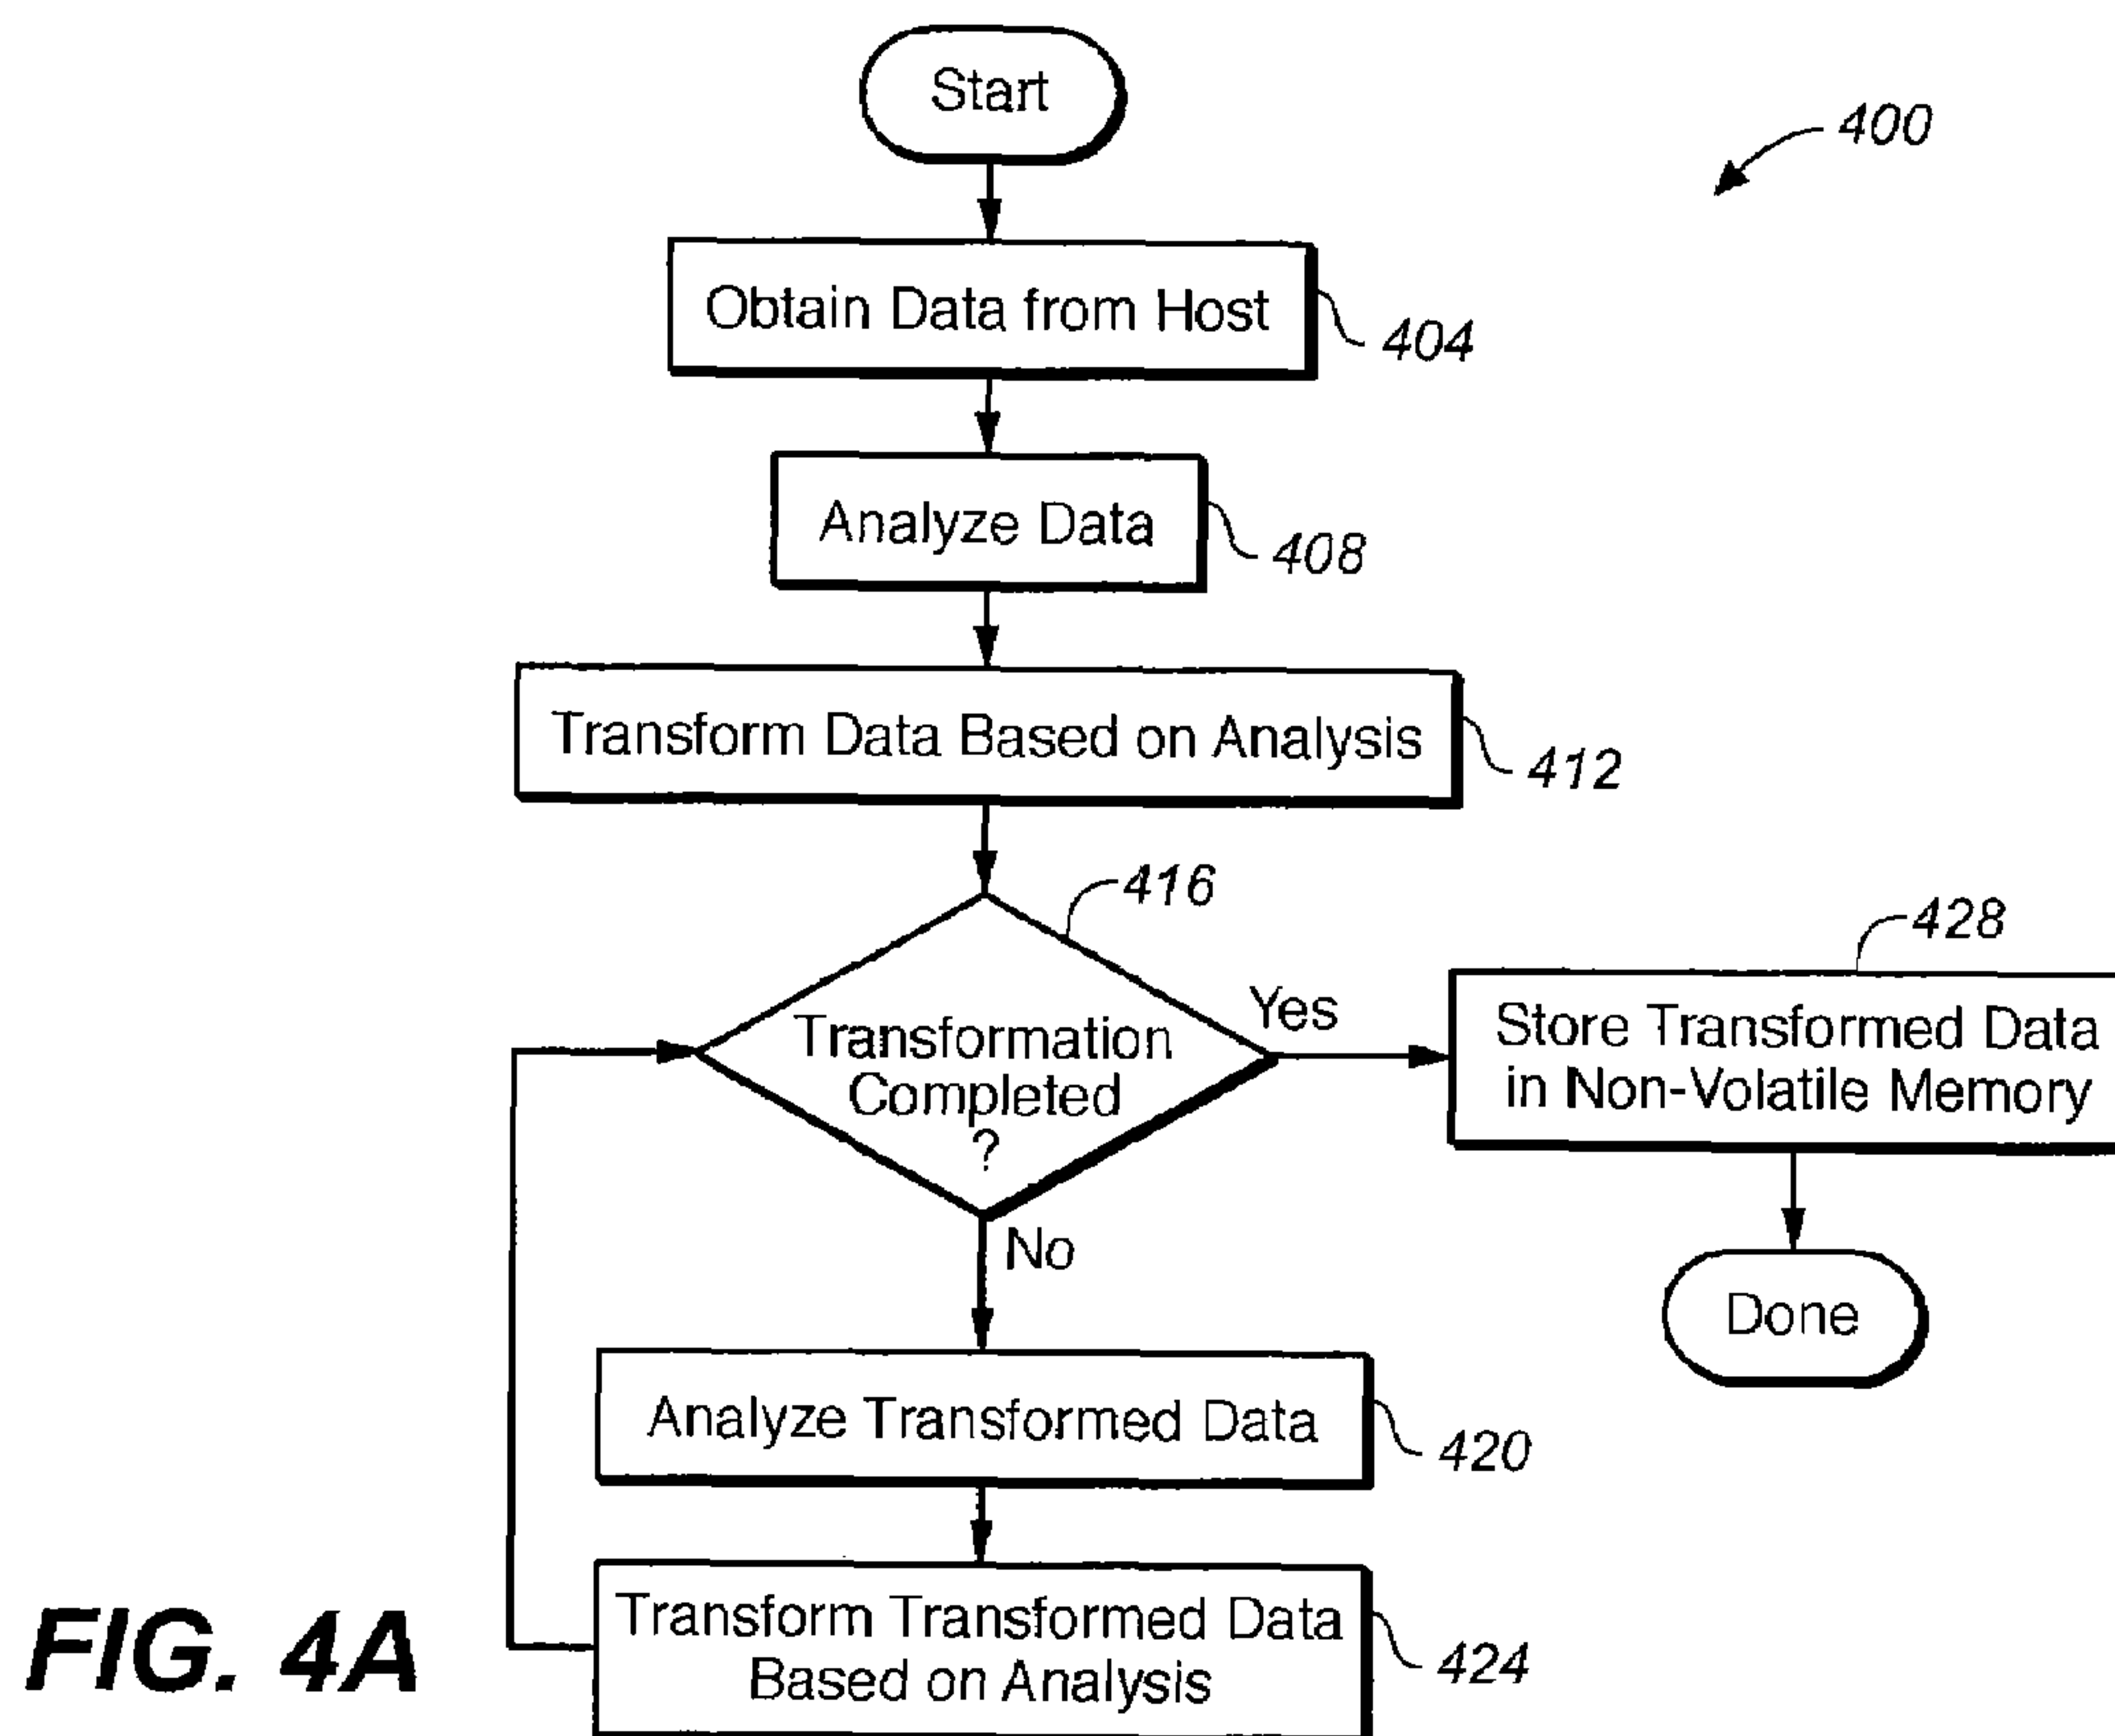 Start
400
Obtain Data from Host
404
Analyze Data
408
Transform Data Based on Analysis
412
416
428
Transformation
Completed
?
Yes
Store Transformed Data
in Non-Volatile Memory
No
Done
Analyze Transformed Data
420
Transform Transformed Data
Based on Analysis
424
FIG. 4A